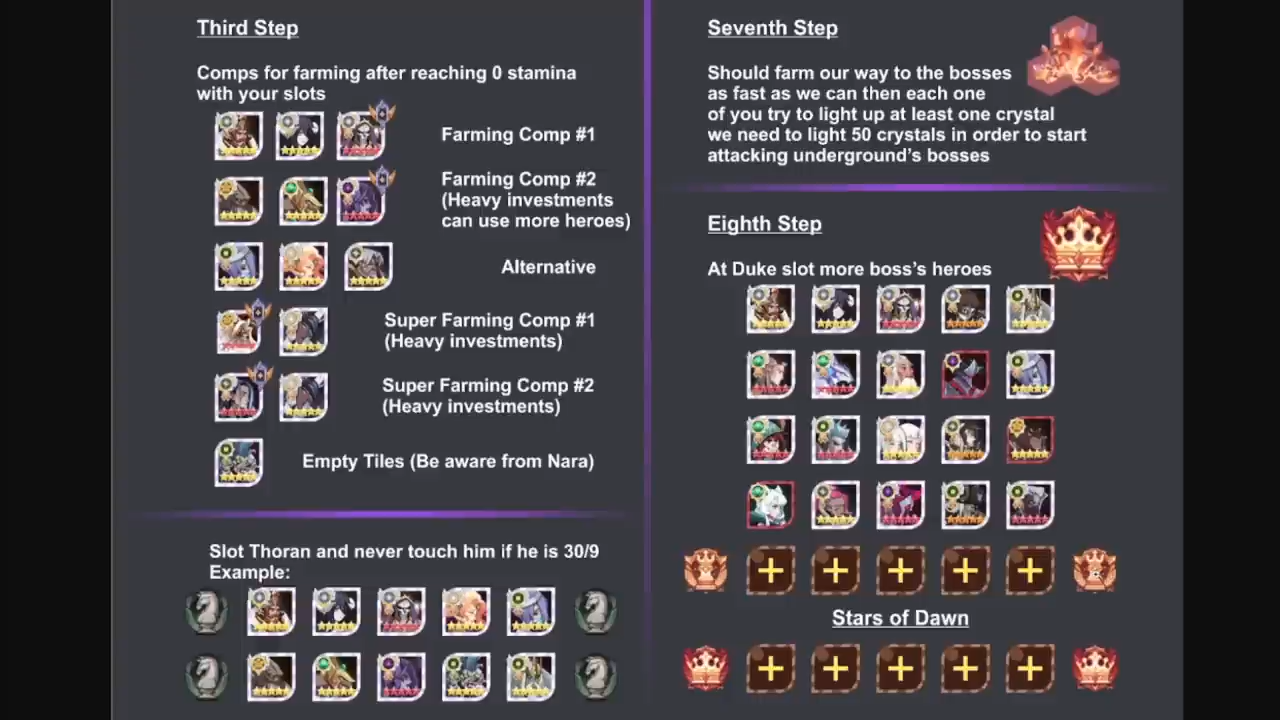 Third Step
Comps for farming after reaching 0 stamina
with your slots
Farming Comp #1
Farming Comp #2
(Heavy investments
can use more heroes)
Alternative
Super Farming Comp #1
(Heavy investments)
Super Farming Comp #2
(Heavy investments)
Empty Tiles (Be aware from Nara)
Slot Thoran and never touch him if he is 30/9
Example:
Seventh Step
Should farm our way to the bosses
as fast as we can then each one
of you try to light up at least one crystal
we need to light 50 crystals in order to start
attacking underground’s bosses
Eighth Step
At Duke slot more boss’s heroes
Stars of Dawn